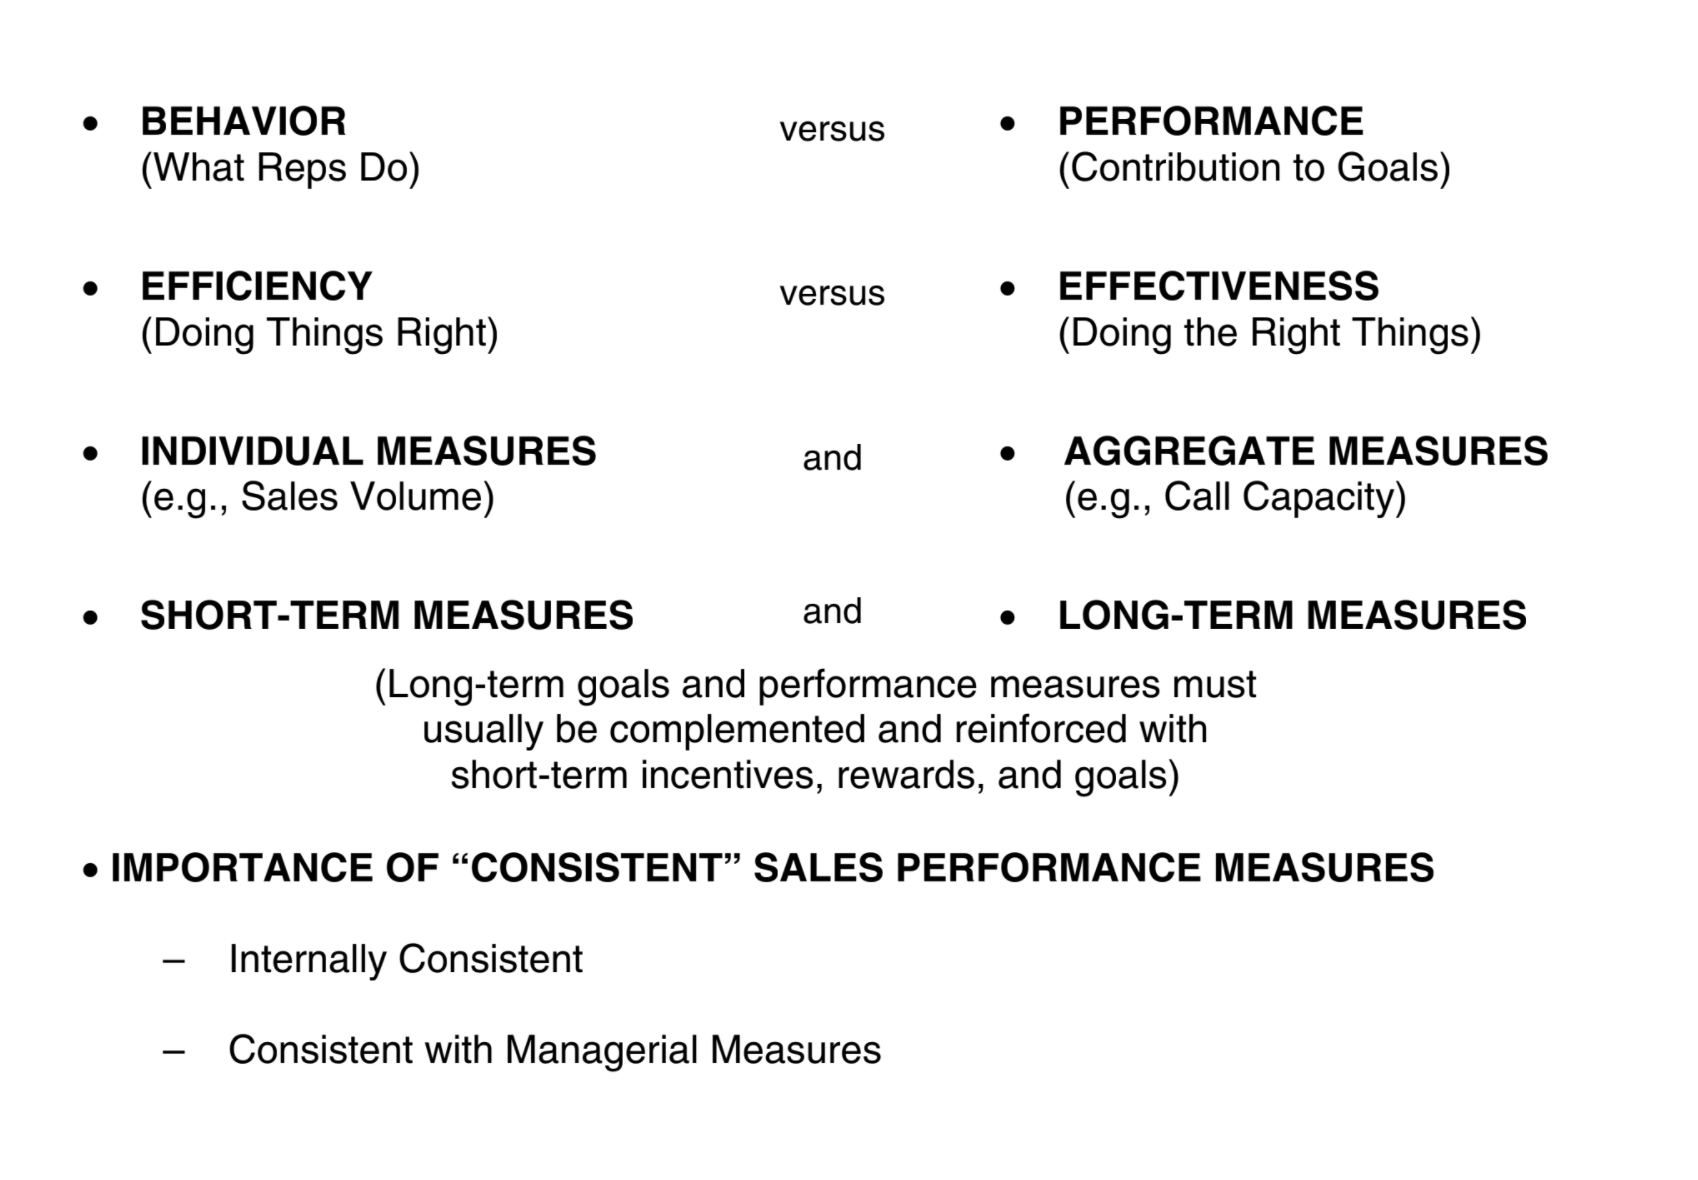 • BEHAVIOR versus • PERFORMANCE
(What Reps Do) (Contribution to Goals)
• EFFICIENCY versus • EFFECTIVENESS
(Doing Things Right) (Doing the Right Things)
• INDIVIDUAL MEASURES and • AGGREGATE MEASURES
(e.g., Sales Volume) (e.g., Call Capacity)
• SHORT-TERM MEASURES and • LONG-TERM MEASURES
(Long-term goals and performance measures must
usually be complemented and reinforced with
short-term incentives, rewards, and goals)
• IMPORTANCE OF “CONSISTENT” SALES PERFORMANCE MEASURES
– Internally Consistent
– Consistent with Managerial Measures